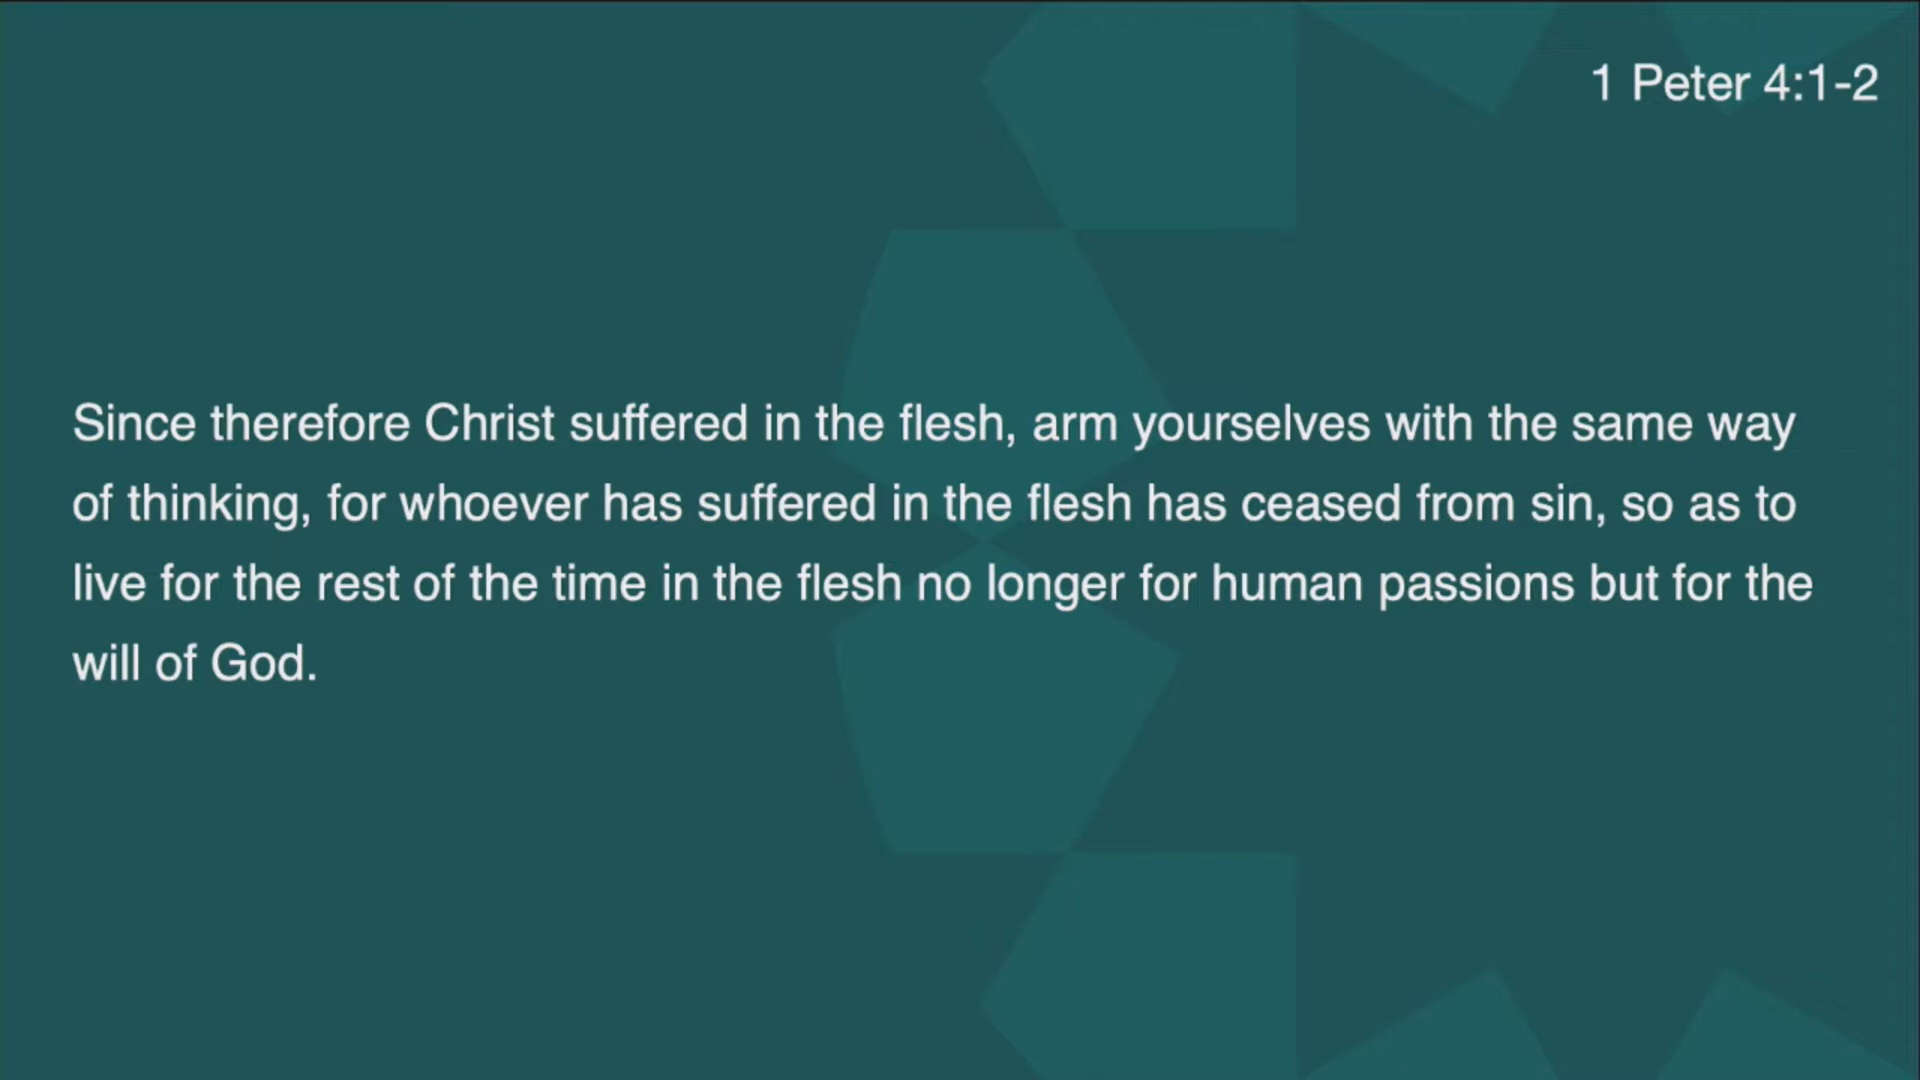 1 Peter 4:1-2
Since therefore Christ suffered in the flesh, arm yourselves with the same way
of thinking, for whoever has suffered in the flesh has ceased from sin, so as to
live for the rest of the time in the flesh no longer for human passions but for the
will of God.